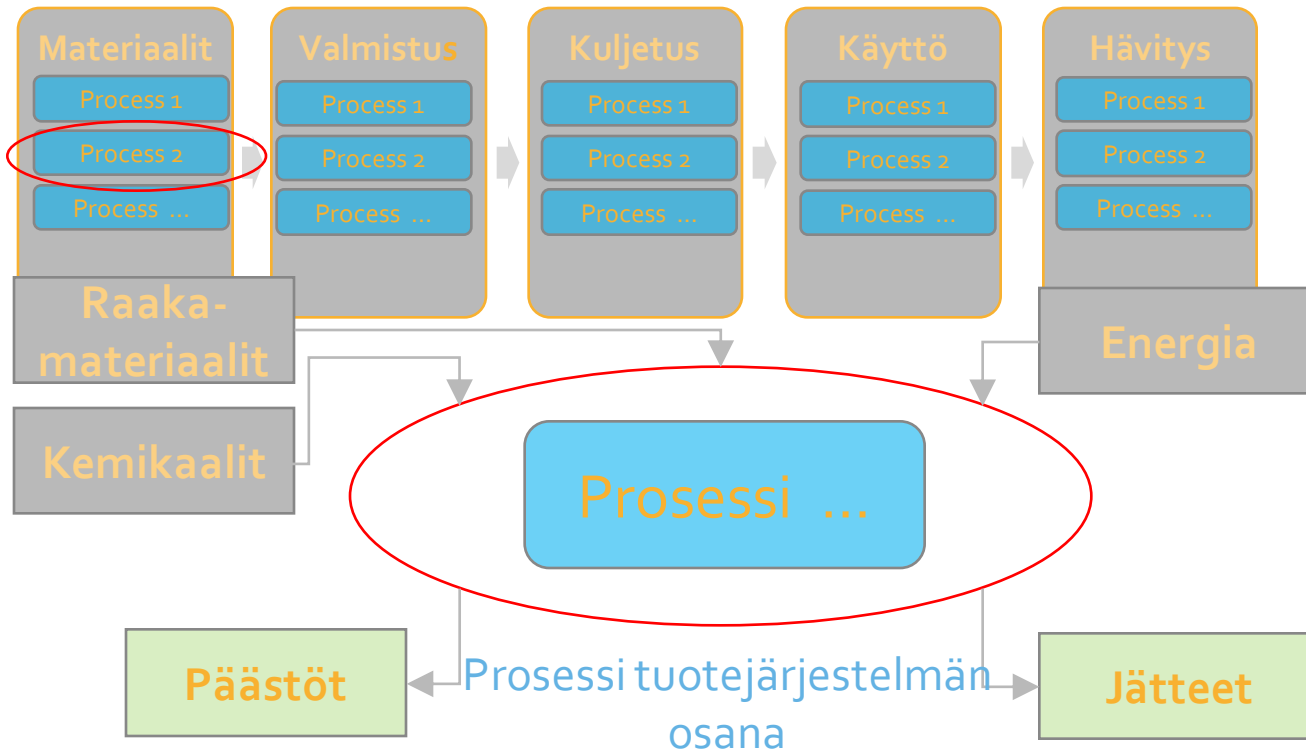 Materiaalit
Process 1
Process 2
Process ...
Valmistus
Process 1
Process 2
Process ...
Kuljetus
Process 1
Process 2
Process ...
Käyttö
Process 1
Process 2
Process ...
Hävitys
Process 1
Process 2
Process ...
Raaka-
materiaalit
Energia
Kemikaalit
Prosessi ...
Päästöt
Prosessi tuotejärjestelmän
osana
Jätteet